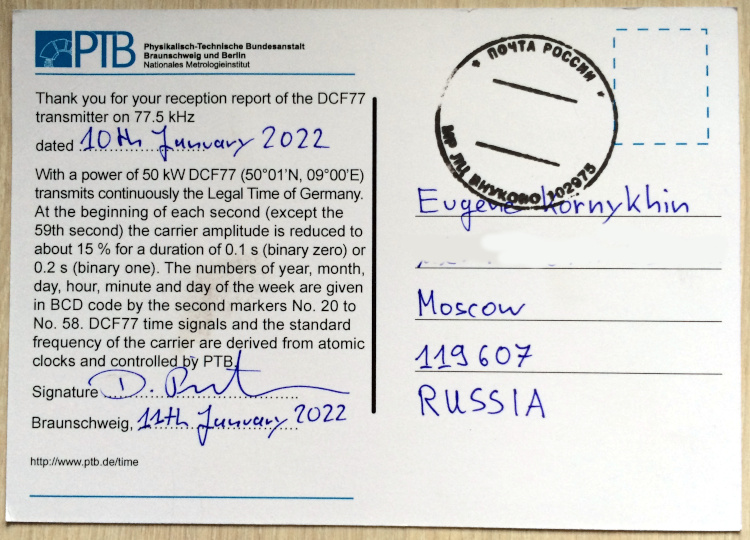 PTB
Physikalisch-Technische Bundesanstalt
Braunschweig und Berlin
Nationales Metrologieinstitut
Thank you for your reception report of the DCF77
transmitter on 77.5 kHz
dated 10th January 2022
With a power of 50 kW DCF77 (50°01'N, 09°00'E)
transmits continuously the Legal Time of Germany.
At the beginning of each second (except the
59th second) the carrier amplitude is reduced to
about 15 % for a duration of 0.1 s (binary zero) or
0.2 s (binary one). The numbers of year, month,
day, hour, minute and day of the week are given
in BCD code by the second markers No. 20 to
No. 58. DCF77 time signals and the standard
frequency of the carrier are derived from atomic
clocks and controlled by PTB.
Signature D.
Braunschweig, 11th January 2022
http://www.ptb.de/time
* ПОЧТА РОССИИ *
МР ЛЦ ВНУКОВО 102975
Eugene Kornykhin
Moscow
119607
RUSSIA